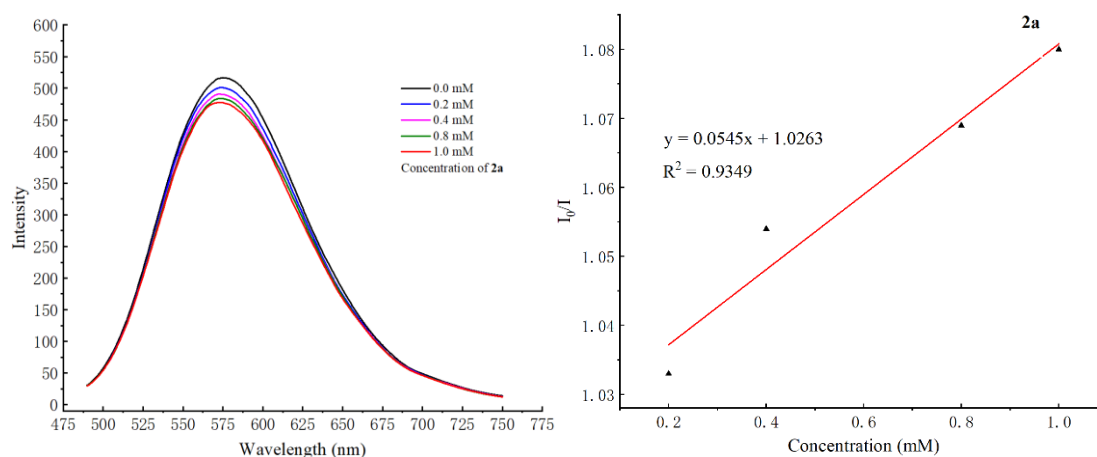 600
550
500
450
400
350
300
250
200
150
100
50
0
Intensity
475 500 525 550 575 600 625 650 675 700 725 750 775
Wavelength (nm)
0.0 mM
0.2 mM
0.4 mM
0.8 mM
1.0 mM
Concentration of 2a
2a
1.08
1.07
1.06
1.05
1.04
1.03
I0/I
y = 0.0545x + 1.0263
R2 = 0.9349
0.2 0.4 0.6 0.8 1.0
Concentration (mM)